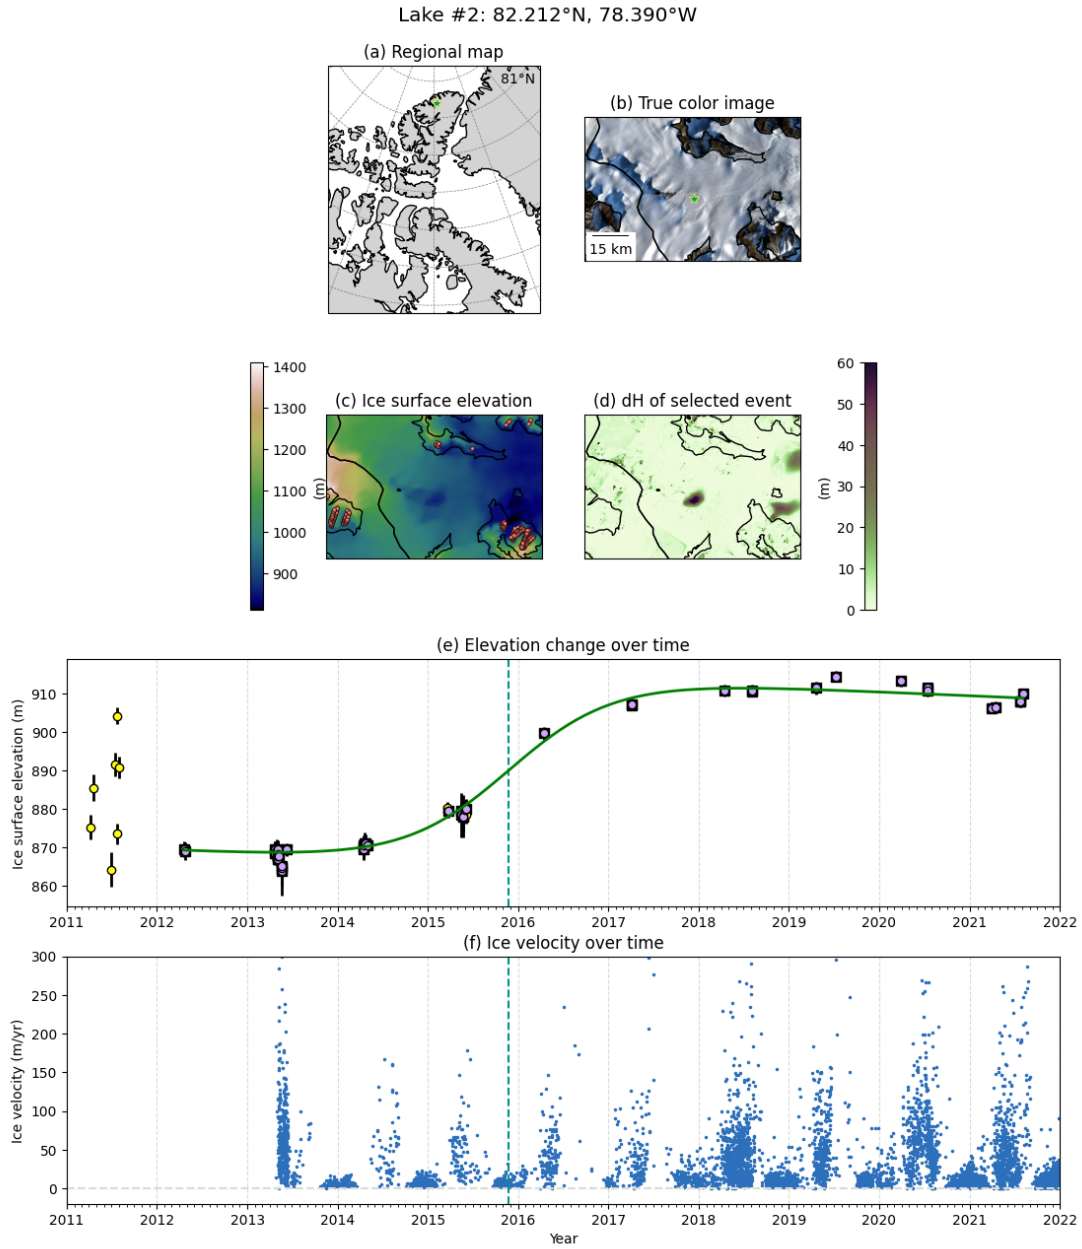 Lake #2: 82.212°N, 78.390°W
(a) Regional map
81°N
(b) True color image
15 km
(c) Ice surface elevation
1400
1300
1200
1100
1000
900
(m)
(d) dH of selected event
60
50
40
30
20
10
0
(m)
(e) Elevation change over time
Ice surface elevation (m)
910
900
890
880
870
860
2011 2012 2013 2014 2015 2016 2017 2018 2019 2020 2021 2022
(f) Ice velocity over time
Ice velocity (m/yr)
300
250
200
150
100
50
0
2011 2012 2013 2014 2015 2016 2017 2018 2019 2020 2021 2022
Year